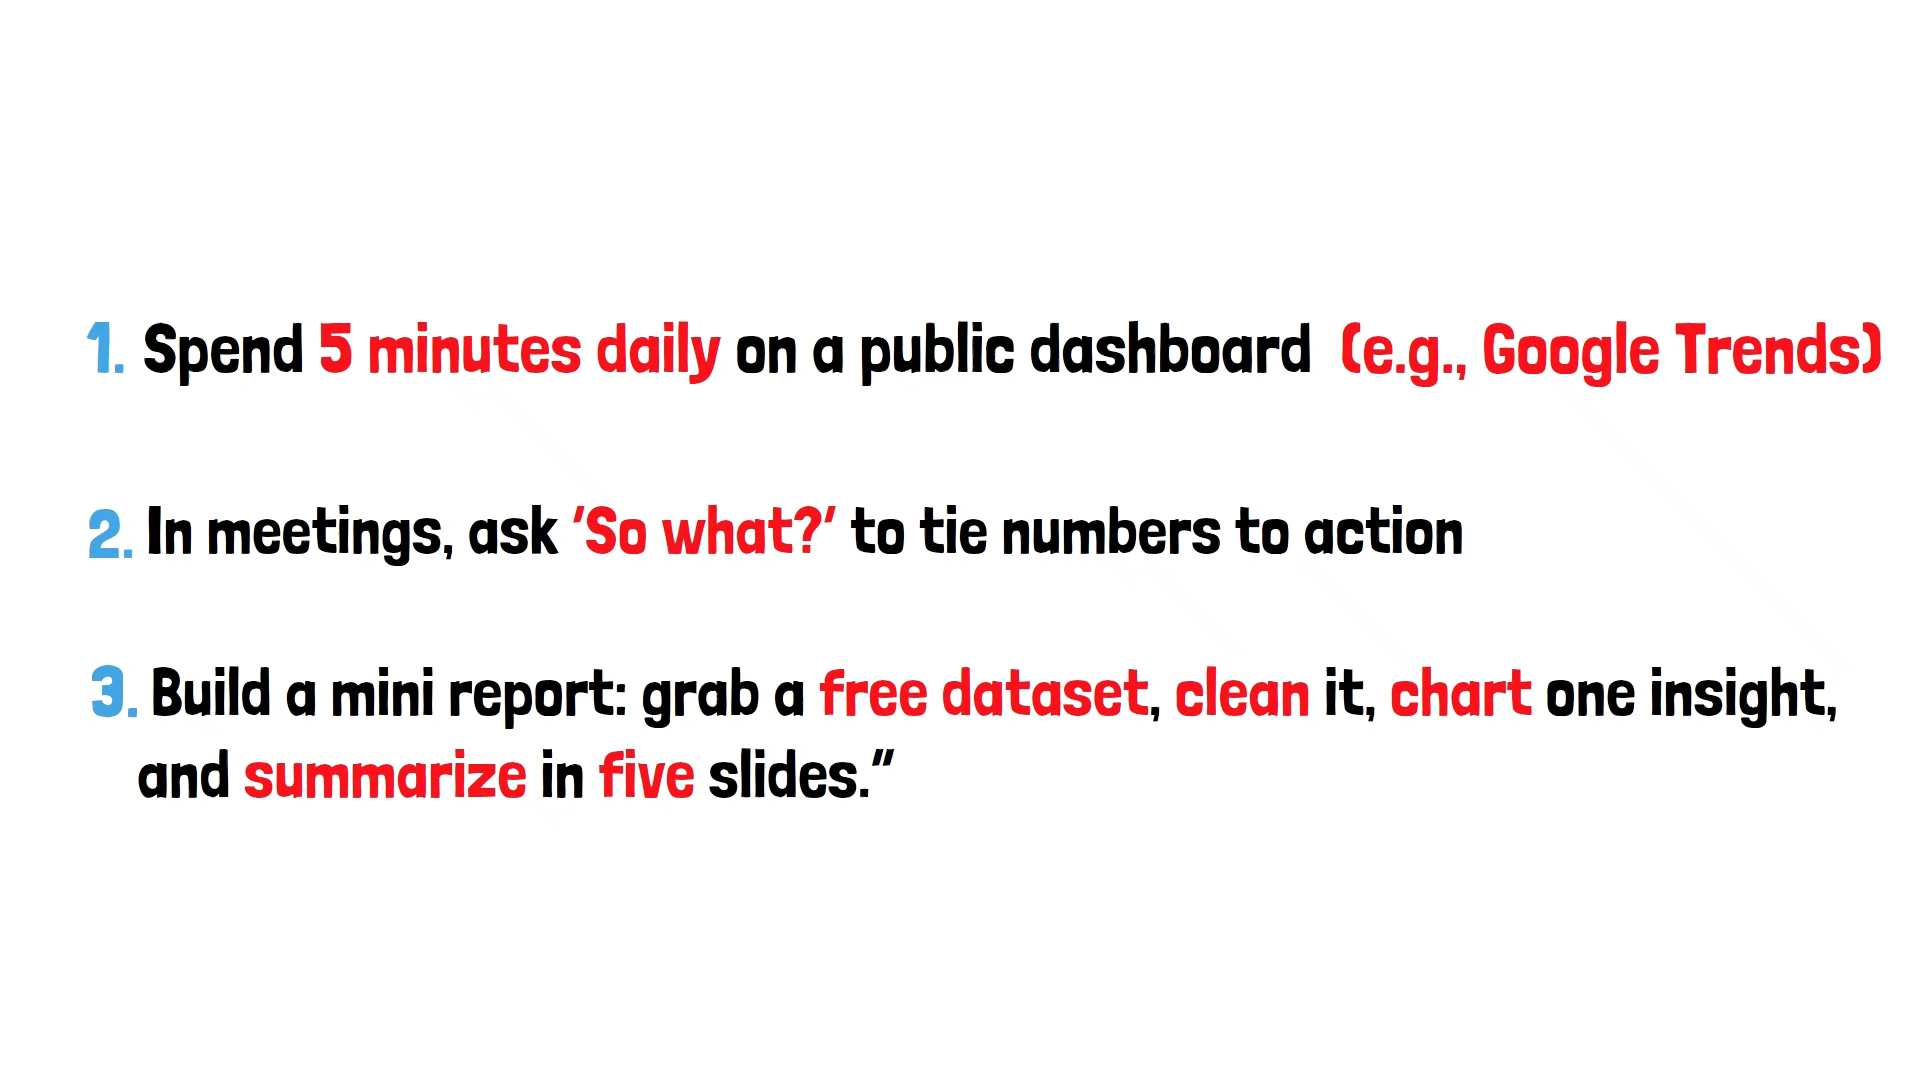 1. Spend 5 minutes daily on a public dashboard (e.g., Google Trends)
2. In meetings, ask 'So what?' to tie numbers to action
3. Build a mini report: grab a free dataset, clean it, chart one insight,
and summarize in five slides."